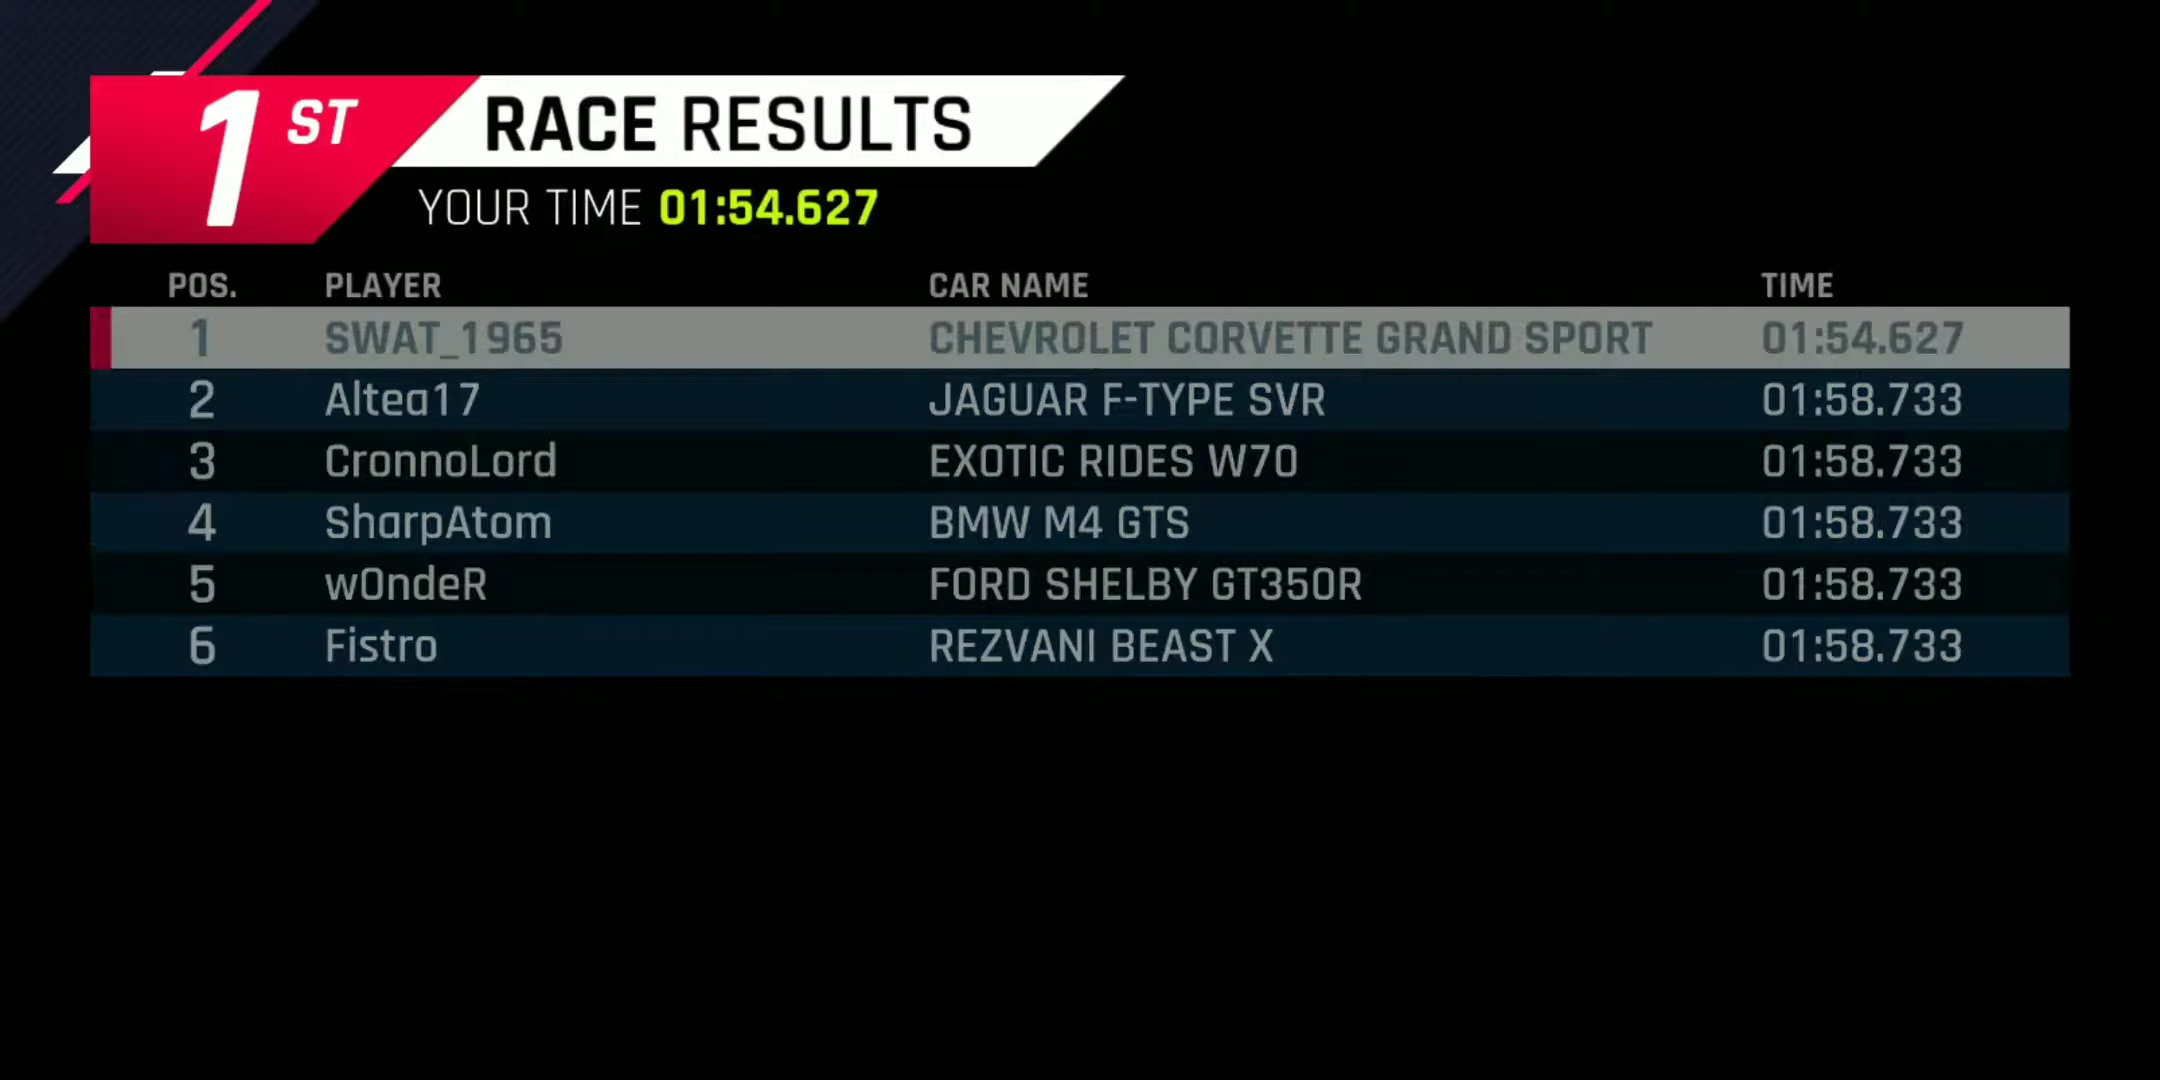 1ST
RACE RESULTS
YOUR TIME 01:54.627
POS. PLAYER CAR NAME TIME
1 SWAT_1965 CHEVROLET CORVETTE GRAND SPORT 01:54.627
2 Altea17 JAGUAR F-TYPE SVR 01:58.733
3 CronnoLord EXOTIC RIDES W70 01:58.733
4 SharpAtom BMW M4 GTS 01:58.733
5 w0ndeR FORD SHELBY GT350R 01:58.733
6 Fistro REZVANI BEAST X 01:58.733